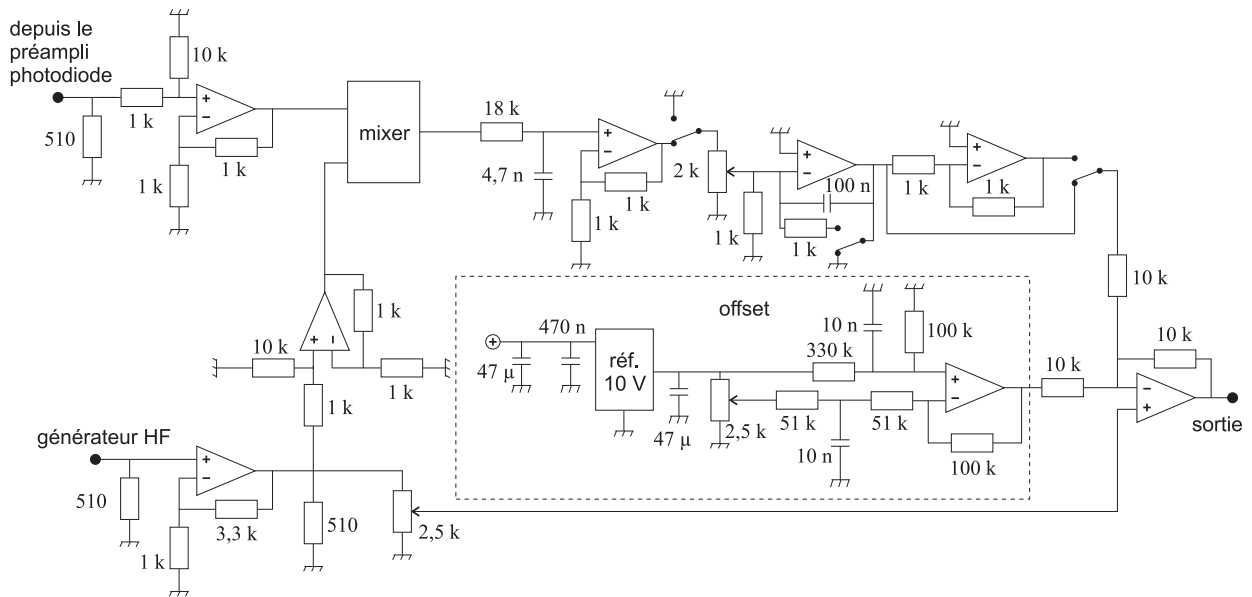 depuis le
préampli
photodiode
10 k
1 k
510
1 k
1 k
mixer
18 k
4,7 n
1 k
1 k
2 k
1 k
100 n
1 k
1 k
1 k
10 k
1 k
10 k
1 k
1 k
offset
470 n
47 µ
réf.
10 V
47 µ
2,5 k
330 k
10 n
100 k
51 k
51 k
10 n
100 k
10 k
10 k
sortie
générateur HF
510
3,3 k
1 k
510
2,5 k